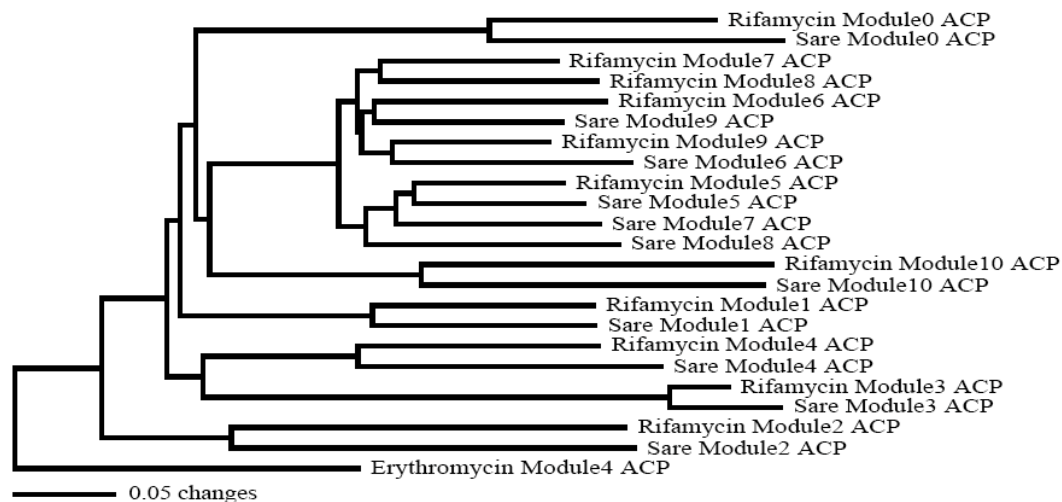 Rifamycin Module0 ACP
Sare Module0 ACP
Rifamycin Module7 ACP
Rifamycin Module8 ACP
Rifamycin Module6 ACP
Sare Module9 ACP
Rifamycin Module9 ACP
Sare Module6 ACP
Rifamycin Module5 ACP
Sare Module5 ACP
Sare Module7 ACP
Sare Module8 ACP
Rifamycin Module10 ACP
Sare Module10 ACP
Rifamycin Module1 ACP
Sare Module1 ACP
Rifamycin Module4 ACP
Sare Module4 ACP
Rifamycin Module3 ACP
Sare Module3 ACP
Rifamycin Module2 ACP
Sare Module2 ACP
Erythromycin Module4 ACP
0.05 changes